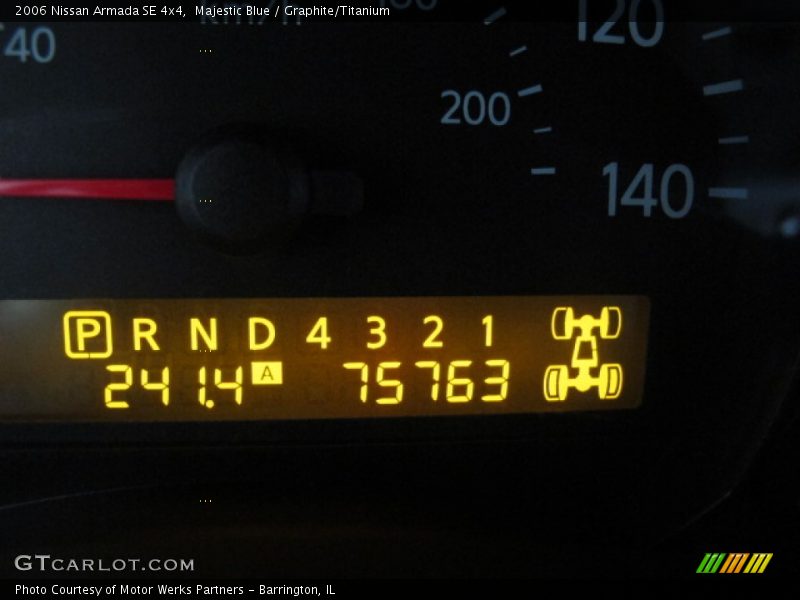 2006 Nissan Armada SE 4x4, Majestic Blue / Graphite/Titanium
km/h
120
40
200
140
P R N D 4 3 2 1
241.4 A 75763
GTCARLOT.COM
Photo Courtesy of Motor Werks Partners - Barrington, IL